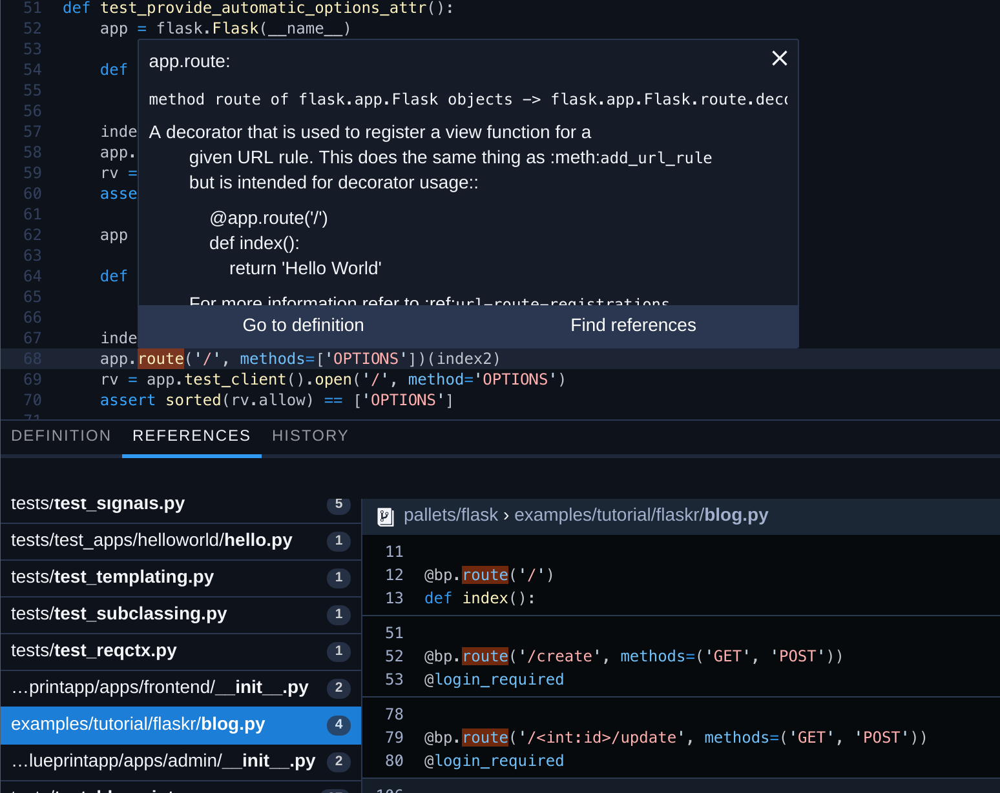 51 def test_provide_automatic_options_attr():
52 app = flask.Flask(__name__)
53
54 def
55
56
57 inde
58 app.
59 rv =
60 asse
61
62 app
63
64 def
65
66
67 inde
app.route:
method route of flask.app.Flask objects -> flask.app.Flask.route.deco
A decorator that is used to register a view function for a
given URL rule. This does the same thing as :meth:add_url_rule
but is intended for decorator usage::
@app.route('/')
def index():
return 'Hello World'
For more information refer to :ref:url-route-registrations
Go to definition Find references
68 app.route('/', methods=['OPTIONS'])(index2)
69 rv = app.test_client().open('/', method='OPTIONS')
70 assert sorted(rv.allow) == ['OPTIONS']
71
DEFINITION REFERENCES HISTORY
tests/test_signals.py 5
tests/test_apps/helloworld/hello.py 1
tests/test_templating.py 1
tests/test_subclassing.py 1
tests/test_reqctx.py 1
…printapp/apps/frontend/__init__.py 2
examples/tutorial/flaskr/blog.py 4
…lueprintapp/apps/admin/__init__.py 2
pallets/flask › examples/tutorial/flaskr/blog.py
11
12 @bp.route('/')
13 def index():
51
52 @bp.route('/create', methods=('GET', 'POST'))
53 @login_required
78
79 @bp.route('/<int:id>/update', methods=('GET', 'POST'))
80 @login_required
106